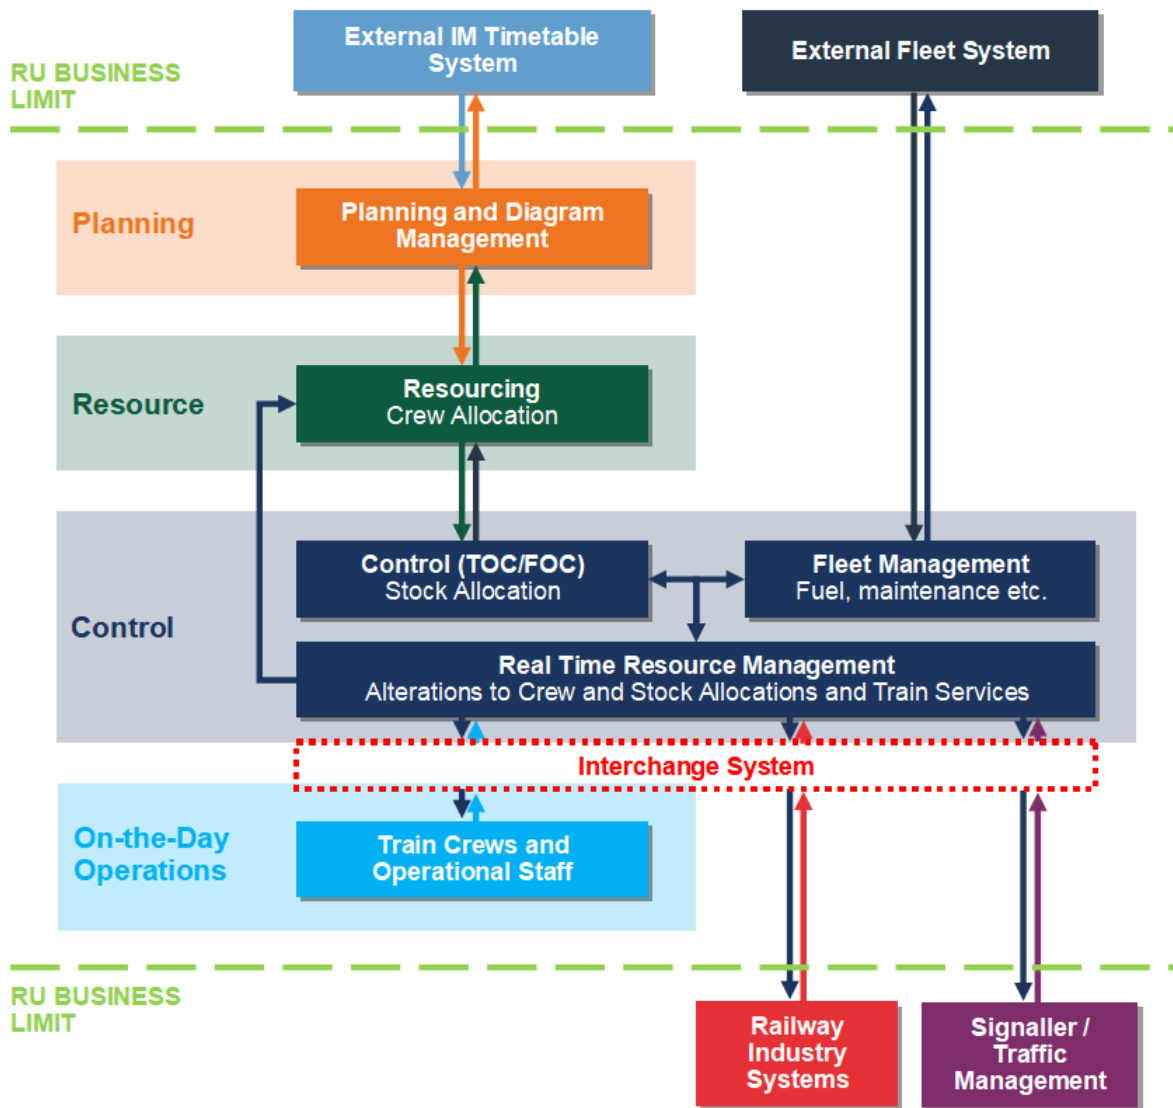 External IM Timetable
System
External Fleet System
RU BUSINESS
LIMIT
Planning
Planning and Diagram
Management
Resource
Resourcing
Crew Allocation
Control
Control (TOC/FOC)
Stock Allocation
Fleet Management
Fuel, maintenance etc.
Real Time Resource Management
Alterations to Crew and Stock Allocations and Train Services
Interchange System
On-the-Day
Operations
Train Crews and
Operational Staff
RU BUSINESS
LIMIT
Railway
Industry
Systems
Signaller /
Traffic
Management